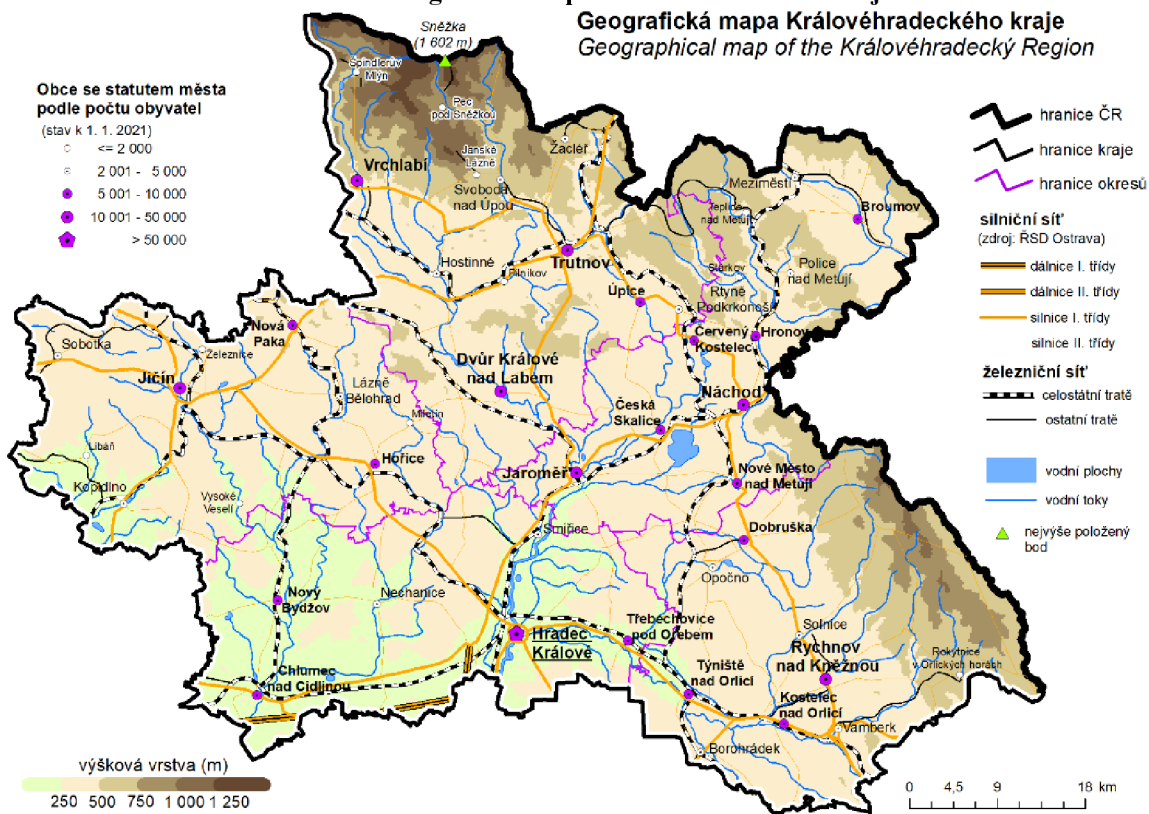 Geografická mapa Královéhradeckého kraje
Geographical map of the Královéhradecký Region
Sněžka
(1 602 m)
Obce se statutem města
podle počtu obyvatel
(stav k 1. 1. 2021)
<= 2 000
2 001 - 5 000
5 001 - 10 000
10 001 - 50 000
> 50 000
hranice ČR
hranice kraje
hranice okresů
silniční síť
(zdroj: ŘSD Ostrava)
dálnice I. třídy
dálnice II. třídy
silnice I. třídy
silnice II. třídy
železniční síť
celostátní tratě
ostatní tratě
vodní plochy
vodní toky
nejvýše položený
bod
Špindlerův
Mlýn
Pec
pod Sněžkou
Janské
Lázně
Žacléř
Vrchlabí
Svoboda
nad Úpou
Meziměstí
Teplice
nad Metují
Broumov
Hostinné
Pilníkov
Trutnov
Stárkov
Police
nad Metují
Úpice
Rtyně
v Podkrkonoší
Nová
Paka
Červený
Kostelec
Hronov
Sobotka
Železnice
Jičín
Dvůr Králové
nad Labem
Lázně
Bělohrad
Miletín
Česká
Skalice
Náchod
Libáň
Kopidlno
Hořice
Jaroměř
Nové Město
nad Metují
Vysoké
Veselí
Smiřice
Dobruška
Opočno
Nový
Bydžov
Nechanice
Hradec
Králové
Třebechovice
pod Orebem
Solnice
Rychnov
nad Kněžnou
Rokytnice
v Orlických horách
Chlumec
nad Cidlinou
Týniště
nad Orlicí
Kostelec
nad Orlicí
Vamberk
Borohrádek
výšková vrstva (m)
250 500 750 1 000 1 250
0 4,5 9 18 km